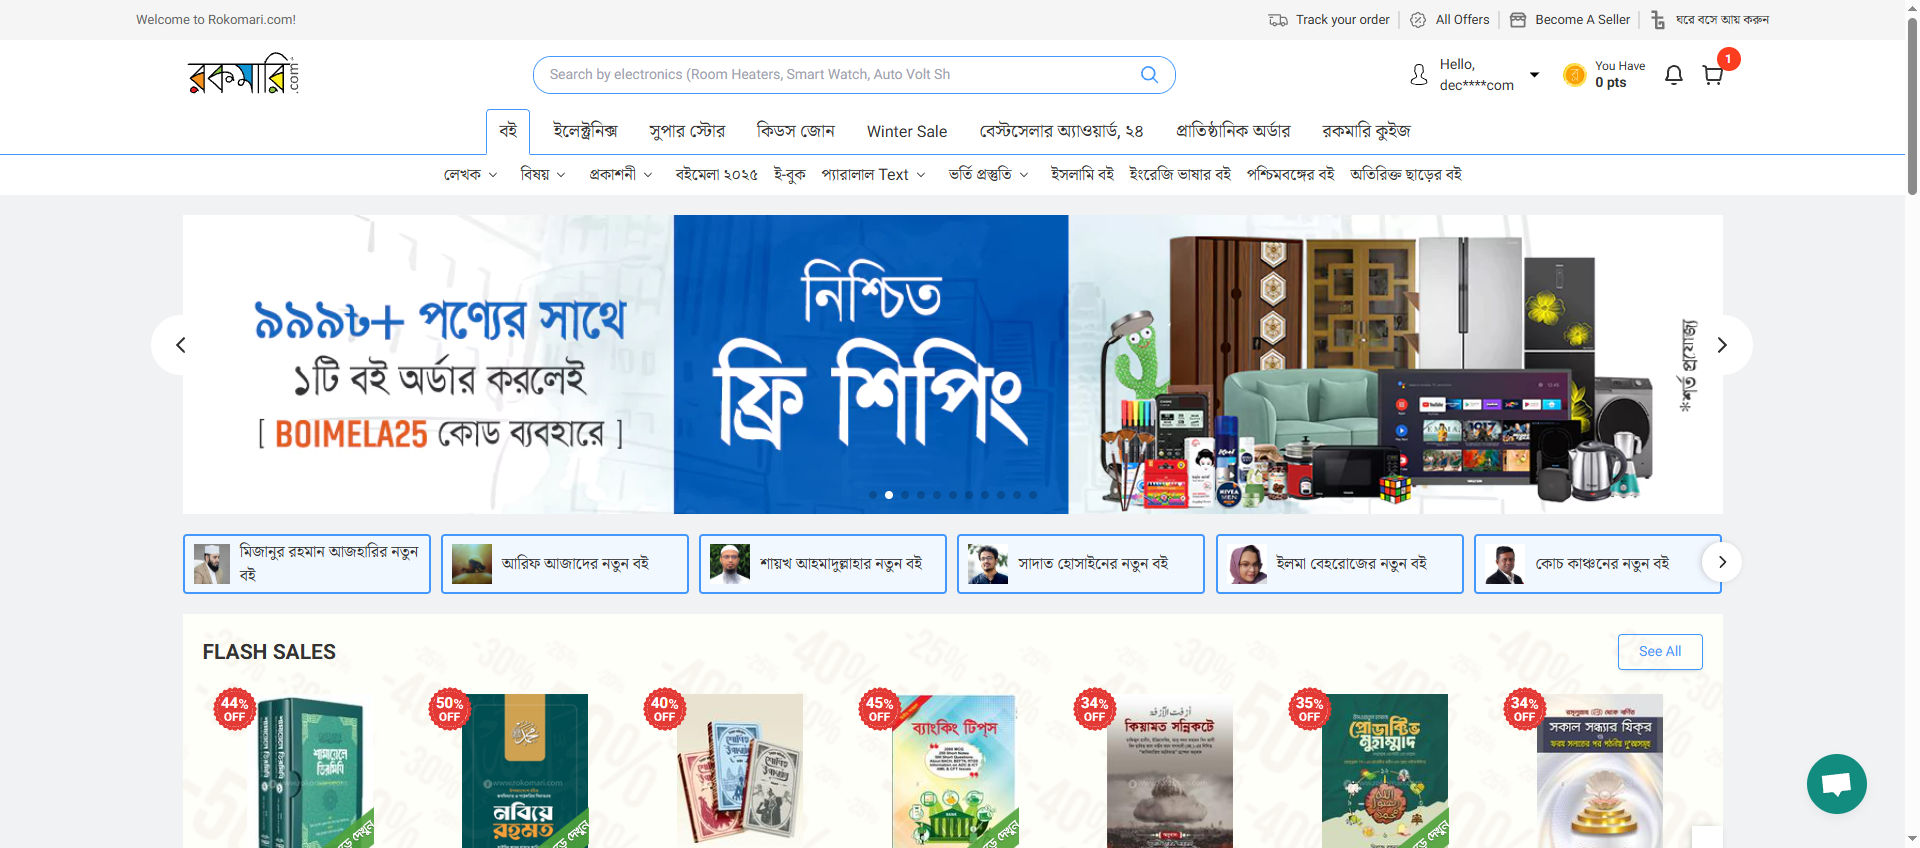 Welcome to Rokomari.com!
Track your order
All Offers
Become A Seller
ঘরে বসে আয় করুন
রকমারি.com
Search by electronics (Room Heaters, Smart Watch, Auto Volt Sh
Hello,
dec****com
You Have
0 pts
1
বই
ইলেক্ট্রনিক্স
সুপার স্টোর
কিডস জোন
Winter Sale
বেস্টসেলার অ্যাওয়ার্ড, ২৪
প্রাতিষ্ঠানিক অর্ডার
রকমারি কুইজ
লেখক
বিষয়
প্রকাশনী
বইমেলা ২০২৫
ই-বুক
প্যারালাল Text
ভর্তি প্রস্তুতি
ইসলামি বই
ইংরেজি ভাষার বই
পশ্চিমবঙ্গের বই
অতিরিক্ত ছাড়ের বই
৯৯৯৳+ পণ্যের সাথে
১টি বই অর্ডার করলেই
[ BOIMELA25 কোড ব্যবহারে ]
নিশ্চিত
ফ্রি শিপিং
*শর্ত প্রযোজ্য
মিজানুর রহমান আজহারির নতুন
বই
আরিফ আজাদের নতুন বই
শায়খ আহমাদুল্লাহার নতুন বই
সাদাত হোসাইনের নতুন বই
ইলমা বেহরোজের নতুন বই
কোচ কাঞ্চনের নতুন বই
FLASH SALES
See All
44%
OFF
শামায়েলে
তিরমিযি
50%
OFF
www.rokomari.com
নবিয়ে
রহমত
40%
OFF
45%
OFF
ব্যাংকিং টিপ্‌স
34%
OFF
কিয়ামত সন্নিকটে
35%
OFF
প্রোডাক্টিভ
মুহাম্মাদ
34%
OFF
সকাল সন্ধ্যার যিক্‌র